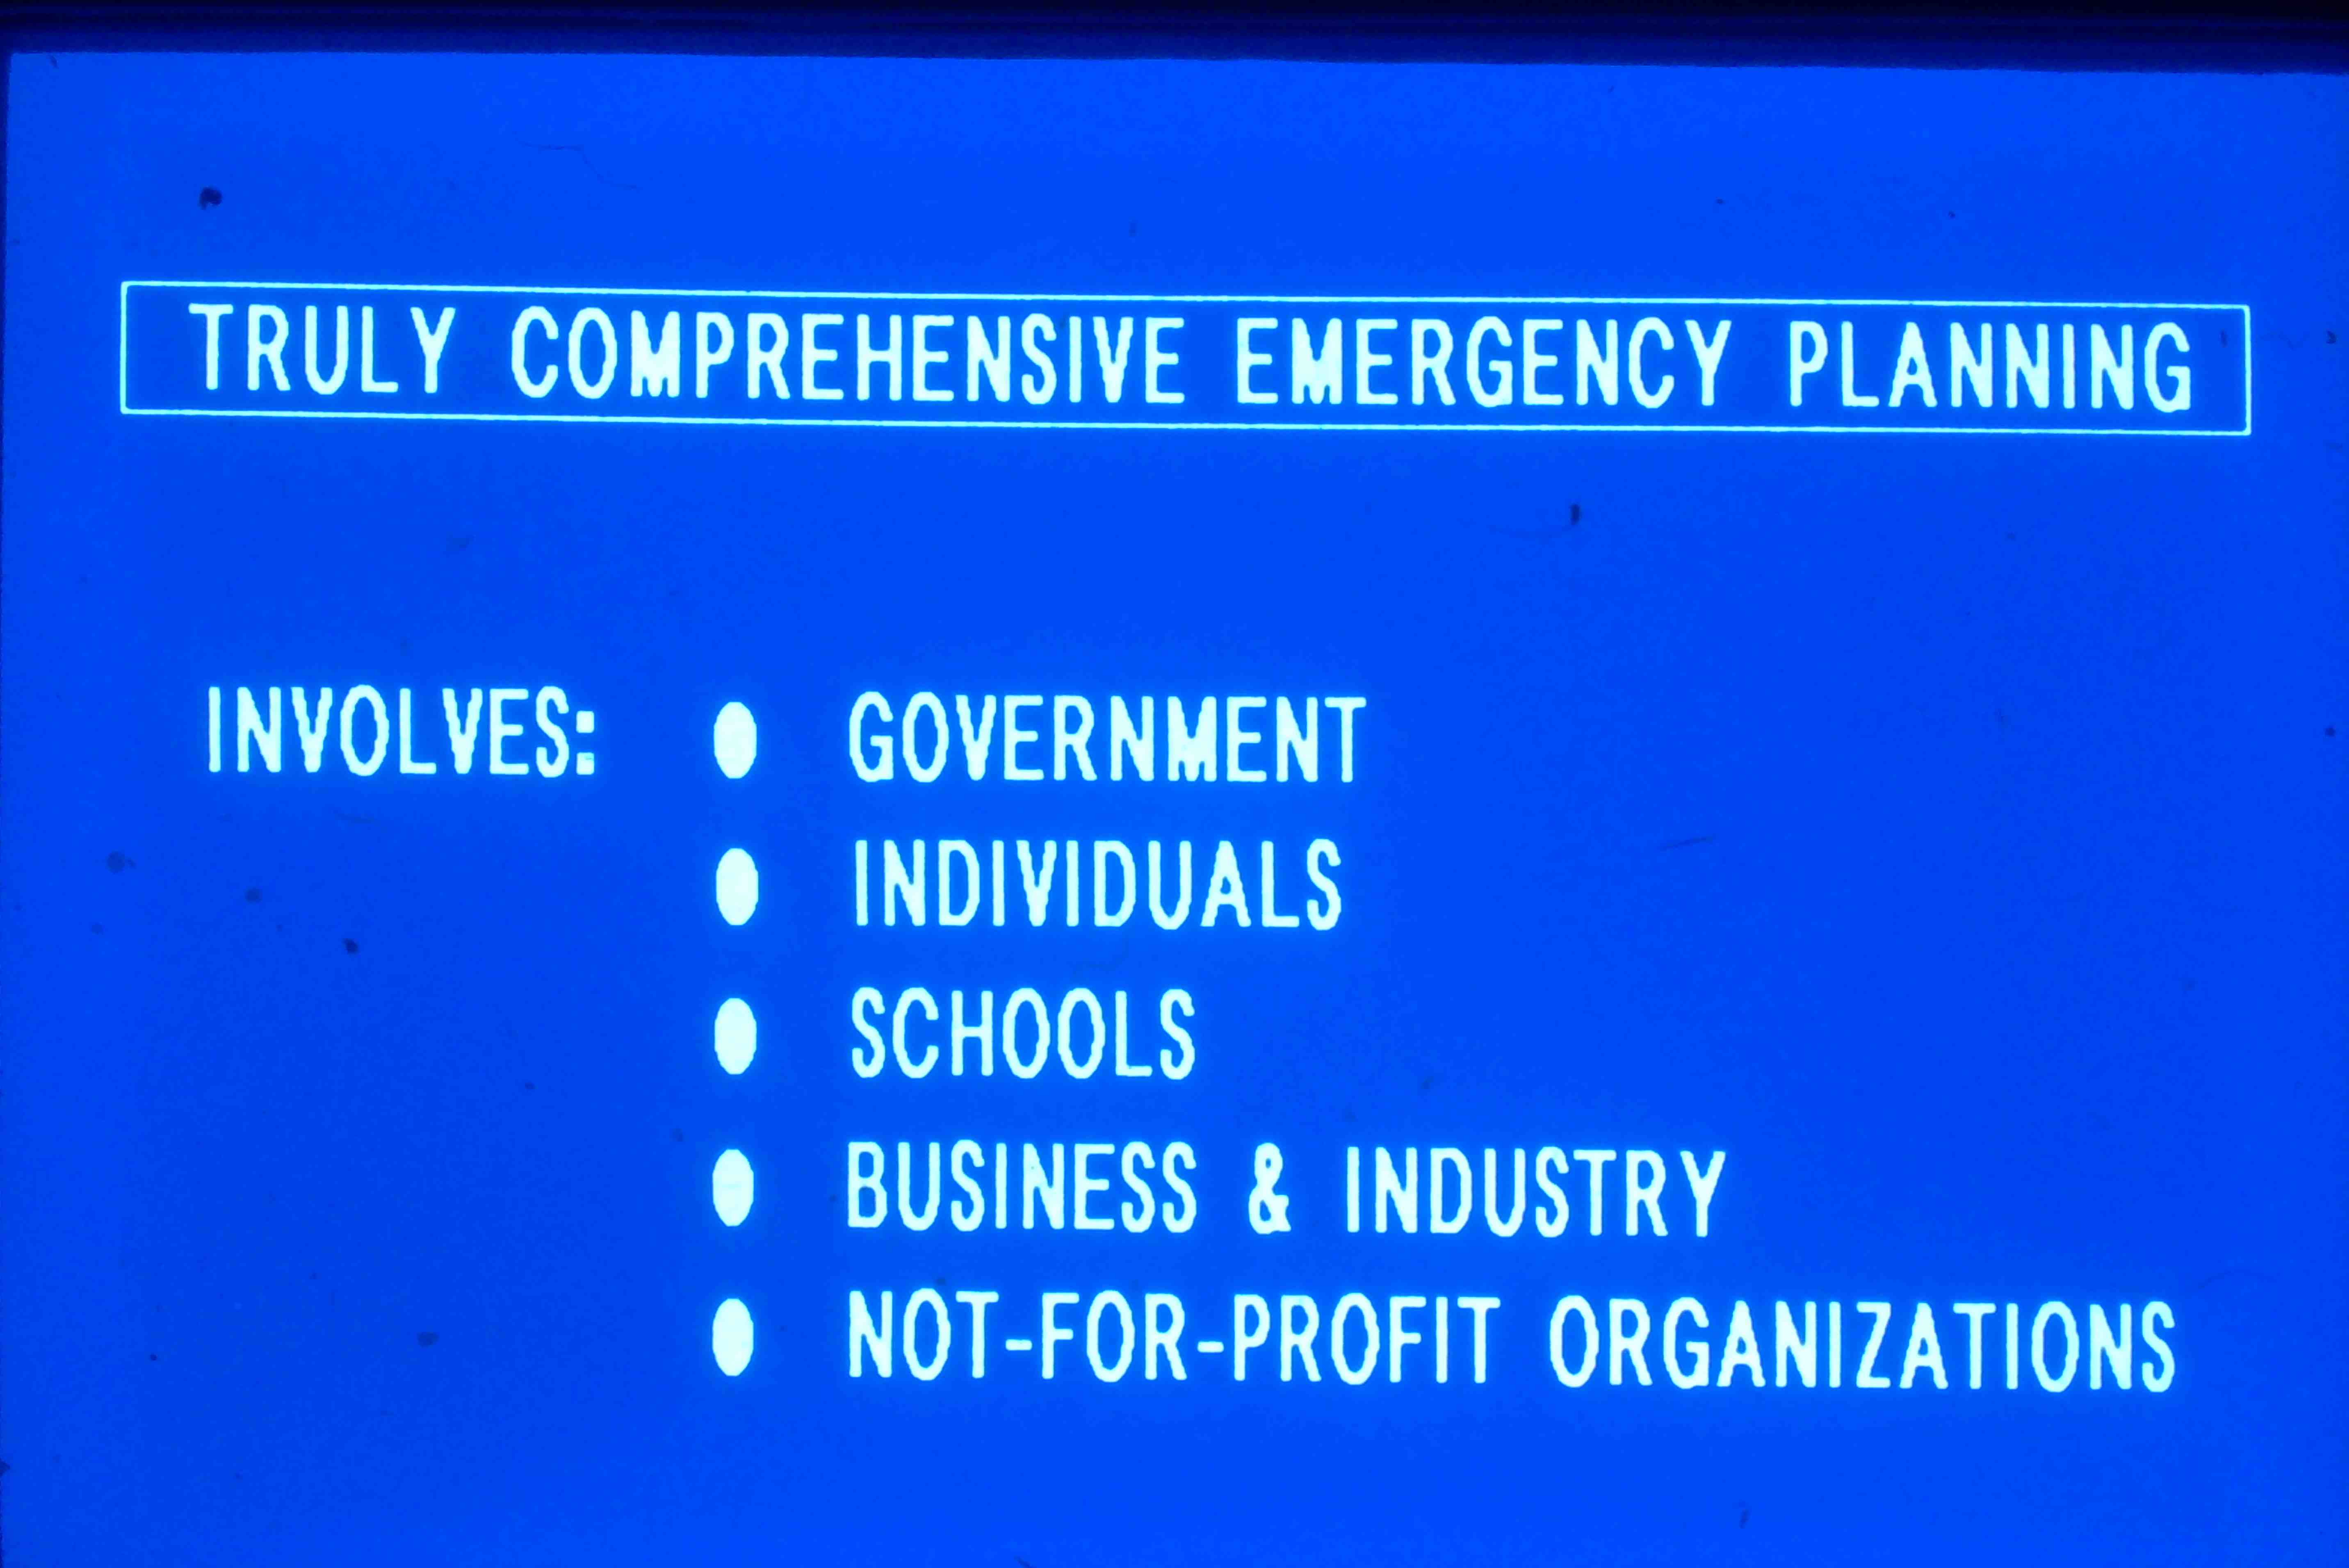 TRULY COMPREHENSIVE EMERGENCY PLANNING
INVOLVES: ● GOVERNMENT
● INDIVIDUALS
● SCHOOLS
● BUSINESS & INDUSTRY
● NOT-FOR-PROFIT ORGANIZATIONS